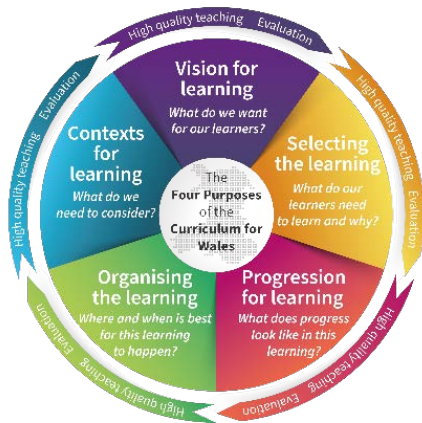 High quality teaching Evaluation
Vision for
learning
What do we want
for our learners?
High quality teaching Evaluation
Selecting
the learning
What do our
learners need
to learn and why?
High quality teaching Evaluation
Progression
for learning
What does progress
look like in this
learning?
High quality teaching Evaluation
Organising
the learning
Where and when is best
for this learning
to happen?
High quality teaching Evaluation
Contexts
for
learning
What do we
need to consider?
The
Four Purposes
of the
Curriculum for
Wales